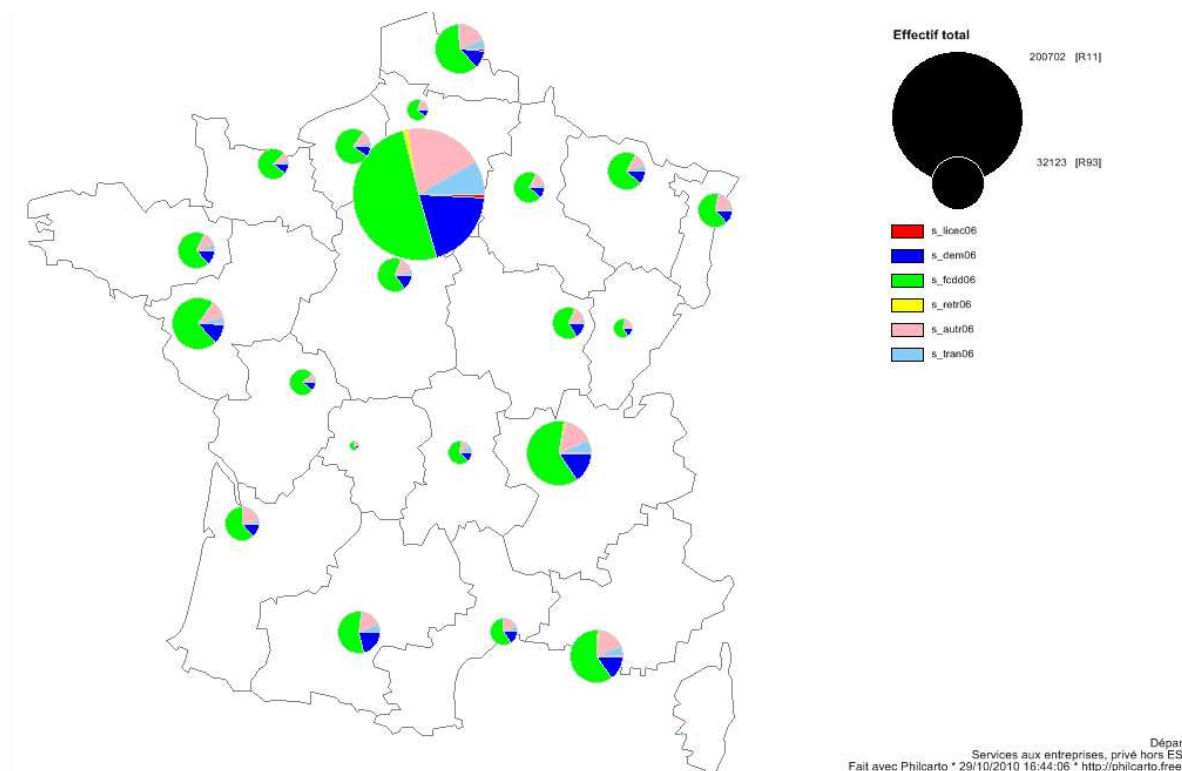 Effectif total
200702 [R11]
32123 [R93]
s_licec06
s_dem06
s_fcdd06
s_retr06
s_autr06
s_tran06
Dépar
Services aux entreprises, privé hors ES
Fait avec Philcarto * 29/10/2010 16:44:06 * http://philcarto.free